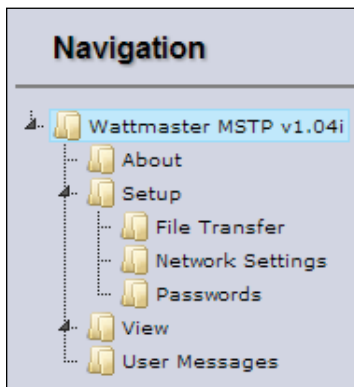 Navigation
Wattmaster MSTP v1.04i
About
Setup
File Transfer
Network Settings
Passwords
View
User Messages